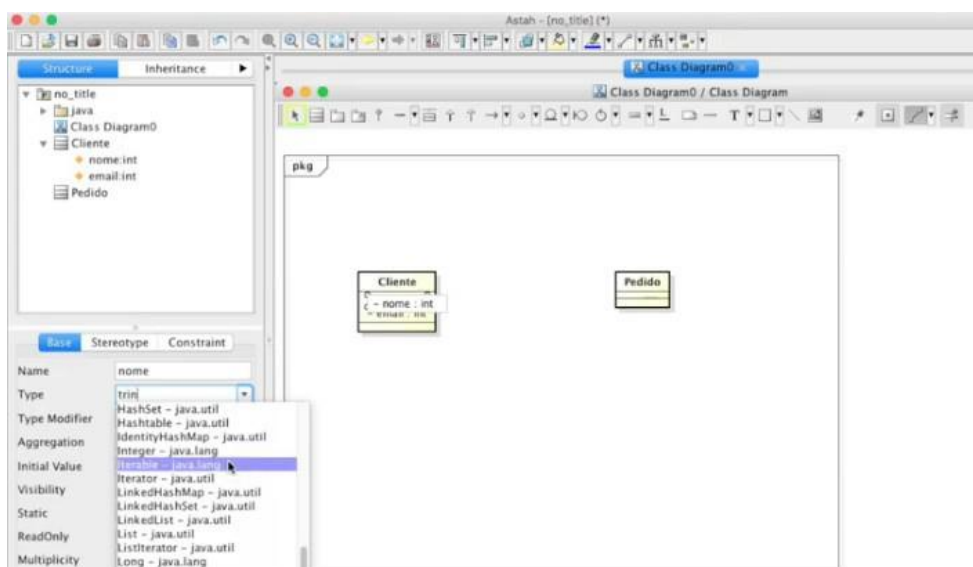 Astah - [no_title] (*)
Structure
Inheritance
Class Diagram0
no_title
java
Class Diagram0
Cliente
nome:int
email:int
Pedido
Class Diagram0 / Class Diagram
pkg
Cliente
- nome : int
- email : int
Pedido
Base
Stereotype
Constraint
Name
nome
Type
trin
Type Modifier
Aggregation
Initial Value
Visibility
Static
ReadOnly
Multiplicity
HashSet - java.util
Hashtable - java.util
IdentityHashMap - java.util
Integer - java.lang
Iterable - java.lang
Iterator - java.util
LinkedHashMap - java.util
LinkedHashSet - java.util
LinkedList - java.util
List - java.util
ListIterator - java.util
Long - java.lang